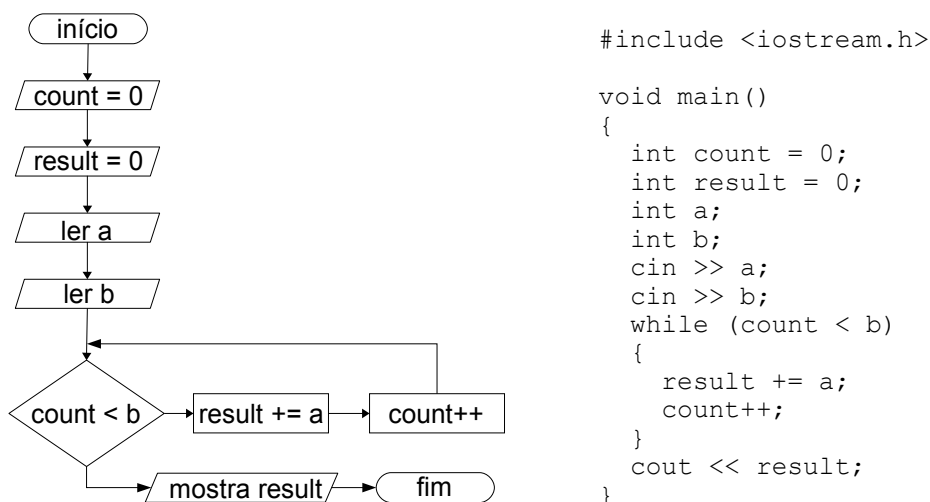 início
count = 0
result = 0
ler a
ler b
count < b
result += a
count++
mostra result
fim
#include <iostream.h>
void main()
{
int count = 0;
int result = 0;
int a;
int b;
cin >> a;
cin >> b;
while (count < b)
{
result += a;
count++;
}
cout << result;
}